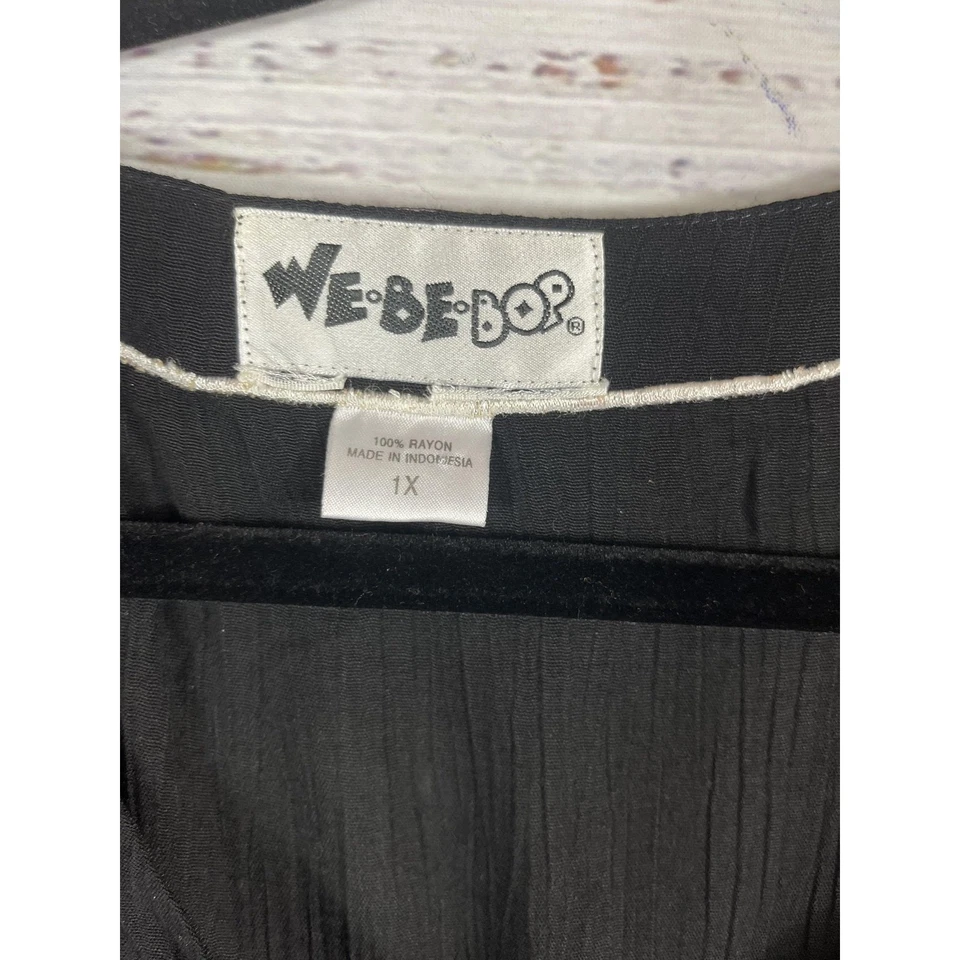 WE•BE•BOP®
100% RAYON
MADE IN INDONESIA
1X